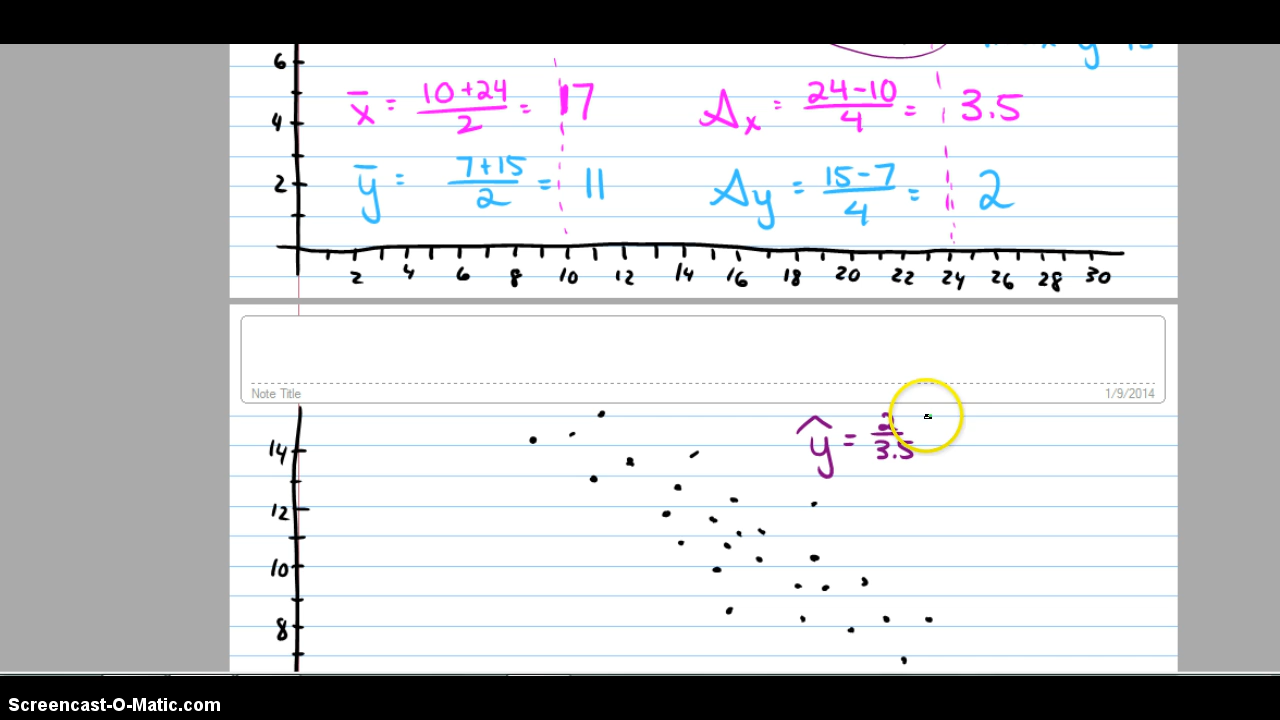 6
x̄ = 10+24/2 = 17
Δx = 24-10/4 = 3.5
4
ȳ = 7+15/2 = 11
Δy = 15-7/4 = 2
2
2 4 6 8 10 12 14 16 18 20 22 24 26 28 30
Note Title
1/9/2014
ŷ = 2/3.5
14
12
10
8
Screencast-O-Matic.com